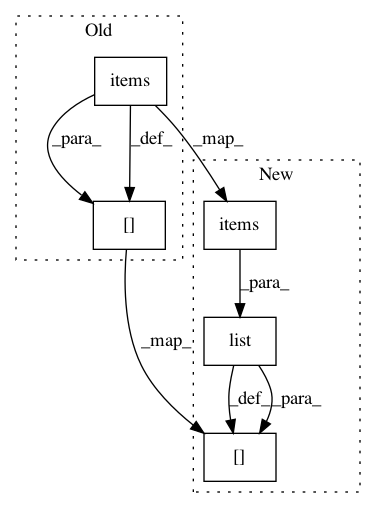 Old
items
_para_
_def_
_map_
New
[]
items
_para_
_map_
list
_def_
_para_
[]